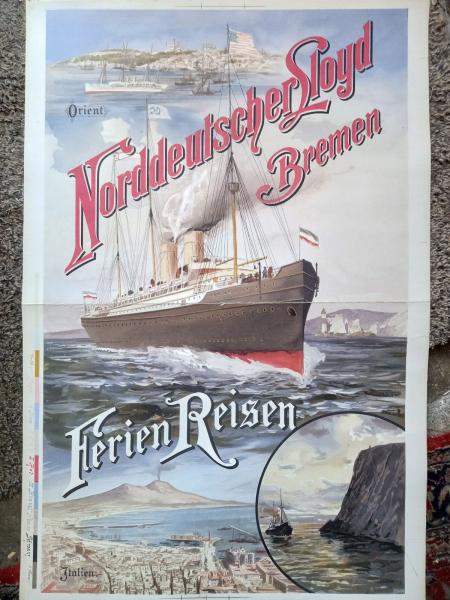 Orient
Norddeutscher Lloyd
Bremen
Ferien Reisen
Italien